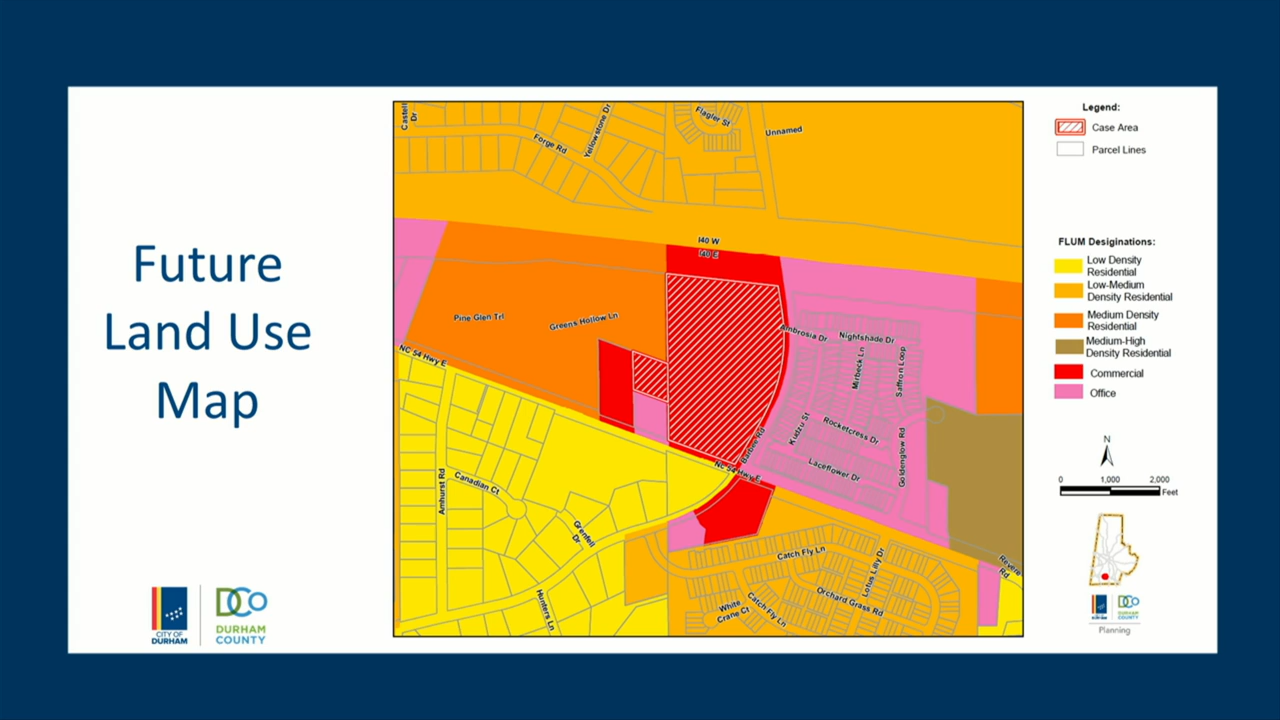 Future
Land Use
Map
CITY OF
DURHAM
DCO
DURHAM
COUNTY
Castell
Dr
Forge Rd
Yellowstone Dr
Flagler St
Unnamed
I40 W
I40 E
Pine Glen Trl
Greens Hollow Ln
NC 54 Hwy E
Ambrosia Dr
Nightshade Dr
Mirbeck Ln
Saffron Loop
Kudzu St
Rocketcress Dr
Barbee Rd
Laceflower Dr
Goldenglow Rd
NC 54 Hwy E
Amhurst Rd
Canadian Ct
Grenfell
Dr
Hunters Ln
Catch Fly Ln
Lotus Lilly Dr
Orchard Grass Rd
White
Crane Ct
Catch Fly Ln
Revere
Rd
Legend:
Case Area
Parcel Lines
FLUM Designations:
Low Density
Residential
Low-Medium
Density Residential
Medium Density
Residential
Medium-High
Density Residential
Commercial
Office
N
0 1,000 2,000
Feet
DCO
Planning